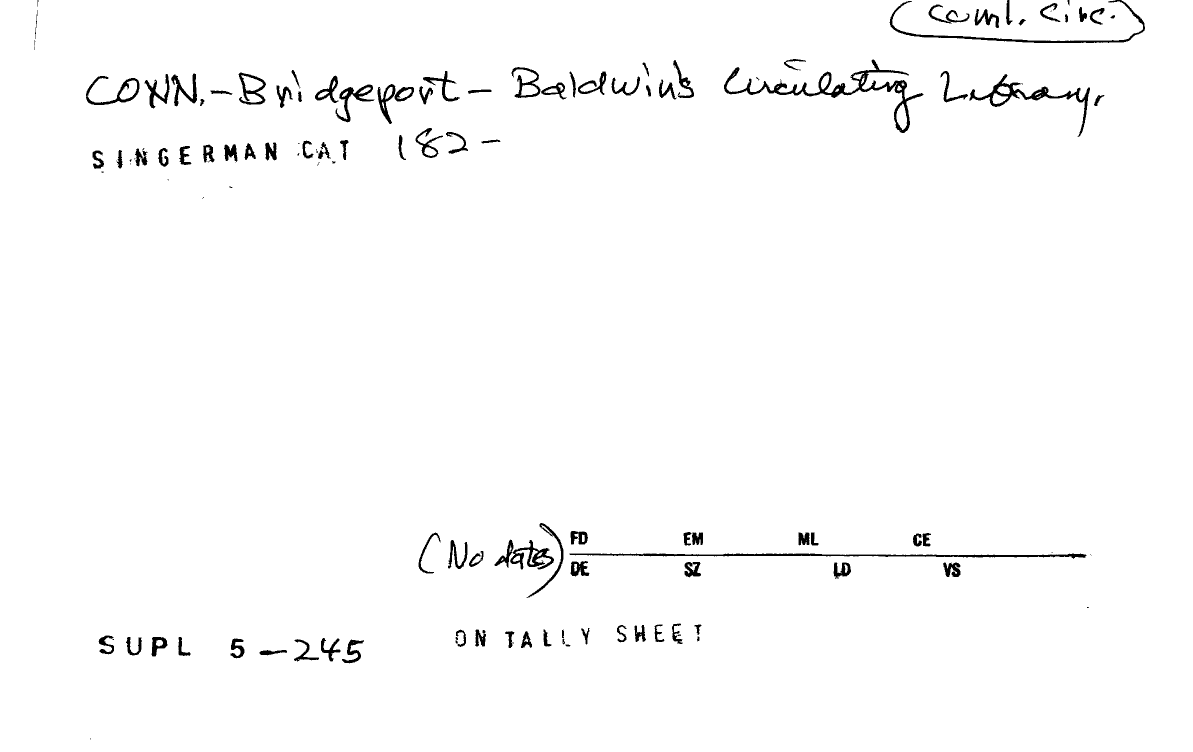 (Coml. Circ.)
CONN.-Bridgeport- Baldwin's Circulating Library.
SINGERMAN CAT 182-
(No dates) FD EM ML CE
DE SZ LD VS
SUPL 5-245 ON TALLY SHEET